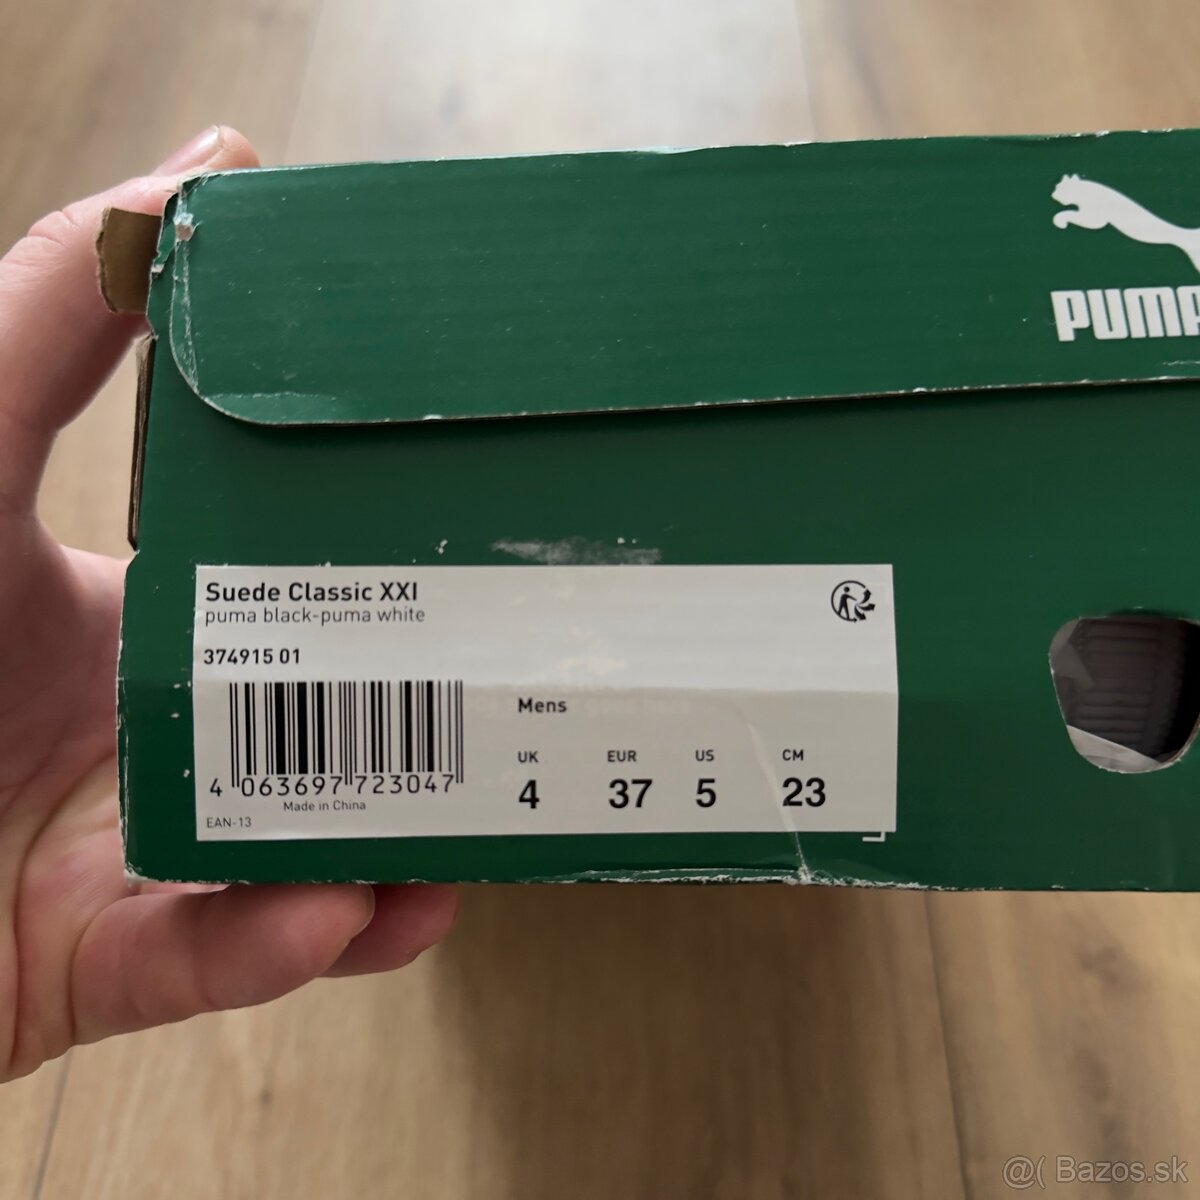 PUMA
Suede Classic XXI
puma black-puma white
374915 01
Mens
UK EUR US CM
4 37 5 23
4 063697 723047
Made in China
EAN-13
@( Bazos.sk